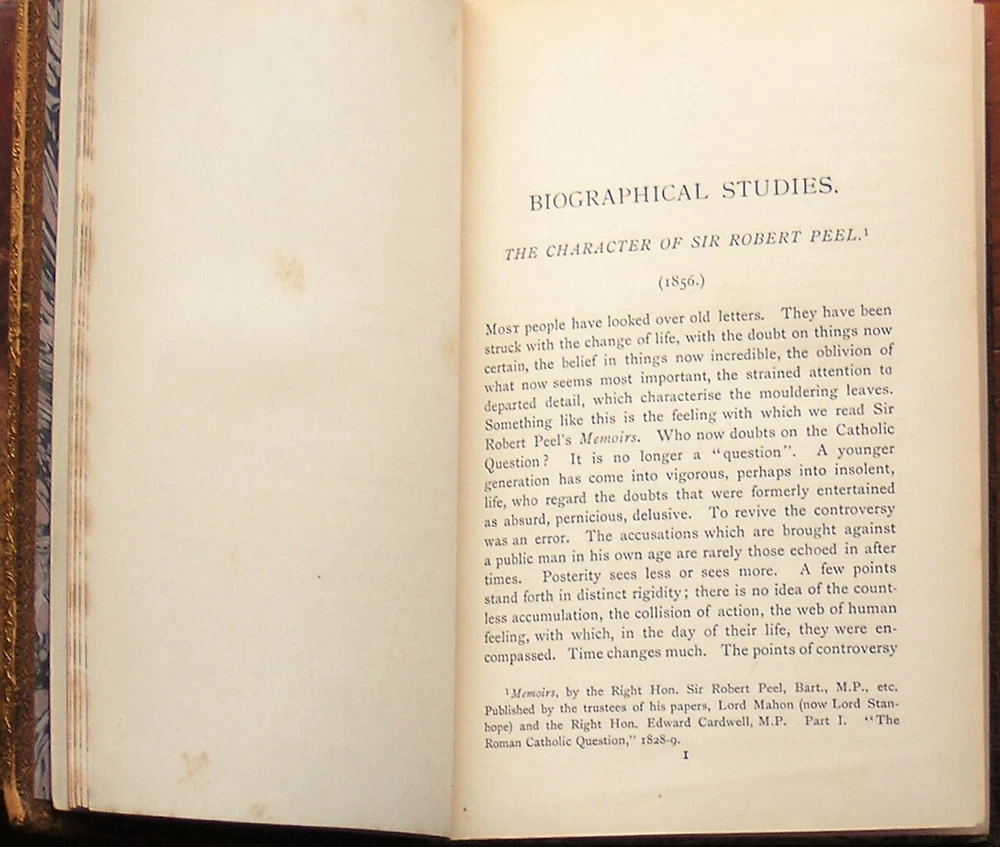 BIOGRAPHICAL STUDIES.
THE CHARACTER OF SIR ROBERT PEEL.¹
(1856.)
MOST people have looked over old letters. They have been
struck with the change of life, with the doubt on things now
certain, the belief in things now incredible, the oblivion of
what now seems most important, the strained attention to
departed detail, which characterise the mouldering leaves.
Something like this is the feeling with which we read Sir
Robert Peel's Memoirs. Who now doubts on the Catholic
Question? It is no longer a "question". A younger
generation has come into vigorous, perhaps into insolent,
life, who regard the doubts that were formerly entertained
as absurd, pernicious, delusive. To revive the controversy
was an error. The accusations which are brought against
a public man in his own age are rarely those echoed in after
times. Posterity sees less or sees more. A few points
stand forth in distinct rigidity; there is no idea of the count-
less accumulation, the collision of action, the web of human
feeling, with which, in the day of their life, they were en-
compassed. Time changes much. The points of controversy
¹ Memoirs, by the Right Hon. Sir Robert Peel, Bart., M.P., etc.
Published by the trustees of his papers, Lord Mahon (now Lord Stan-
hope) and the Right Hon. Edward Cardwell, M.P. Part I. "The
Roman Catholic Question," 1828-9.
1